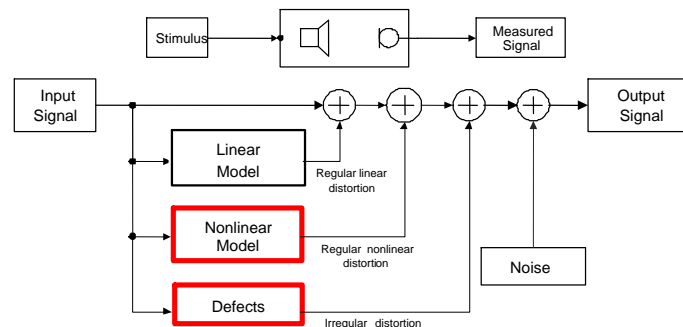 Stimulus
Measured
Signal
Input
Signal
Output
Signal
Linear
Model
Regular linear
distortion
Nonlinear
Model
Regular nonlinear
distortion
Noise
Defects
Irregular distortion